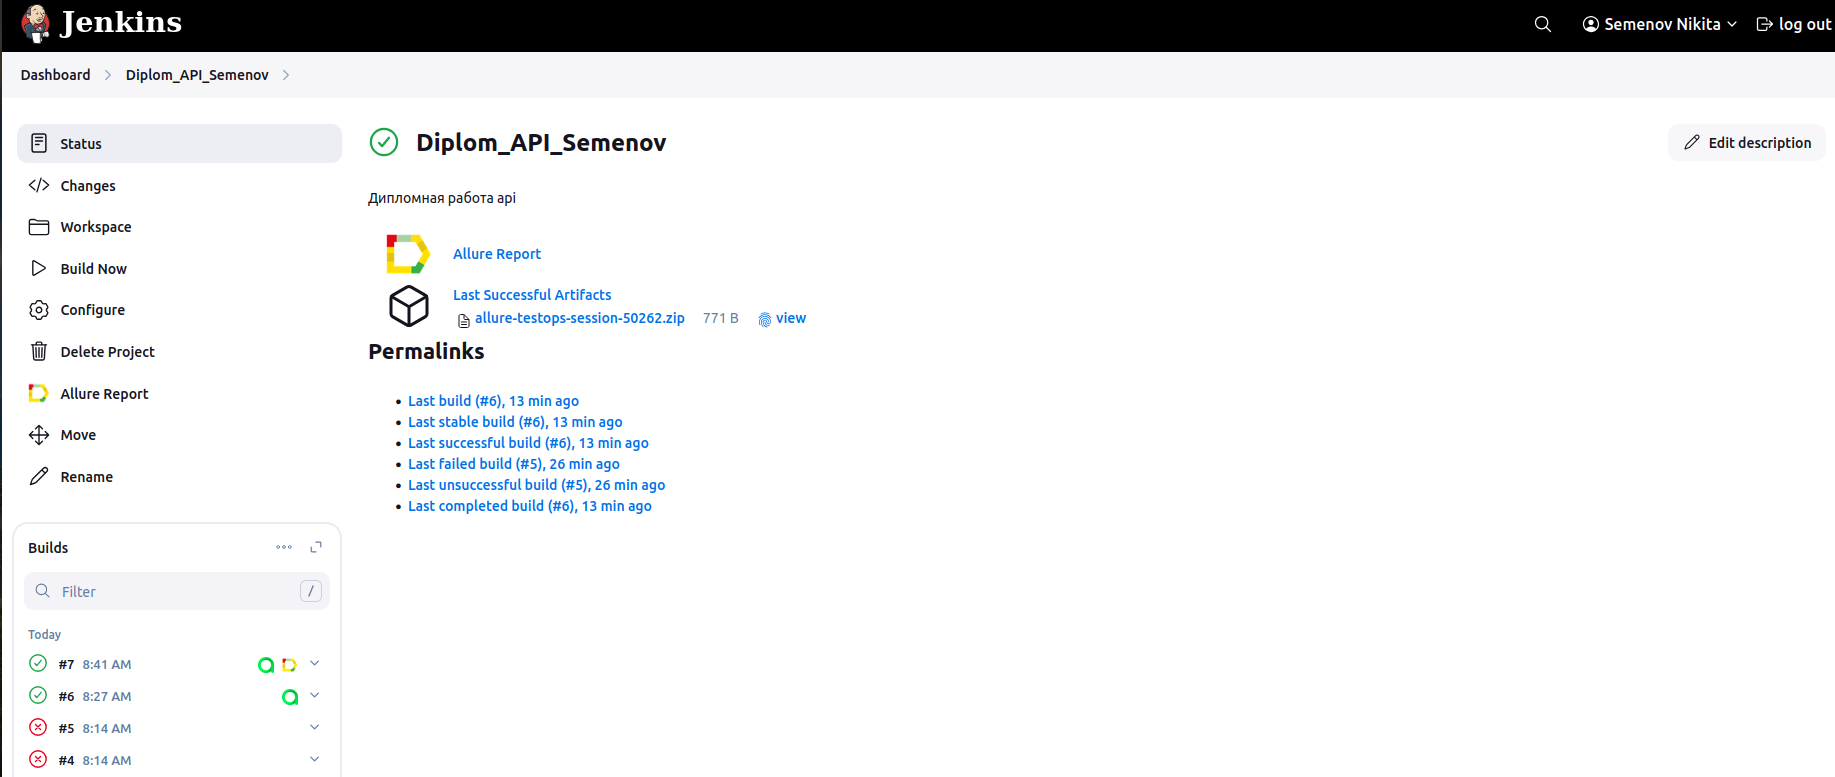 Jenkins
Semenov Nikita
log out
Dashboard
Diplom_API_Semenov
Status
Changes
Workspace
Build Now
Configure
Delete Project
Allure Report
Move
Rename
Builds
Filter
/
Today
#7 8:41 AM
#6 8:27 AM
#5 8:14 AM
#4 8:14 AM
Diplom_API_Semenov
Edit description
Дипломная работа api
Allure Report
Last Successful Artifacts
allure-testops-session-50262.zip 771 B view
Permalinks
Last build (#6), 13 min ago
Last stable build (#6), 13 min ago
Last successful build (#6), 13 min ago
Last failed build (#5), 26 min ago
Last unsuccessful build (#5), 26 min ago
Last completed build (#6), 13 min ago